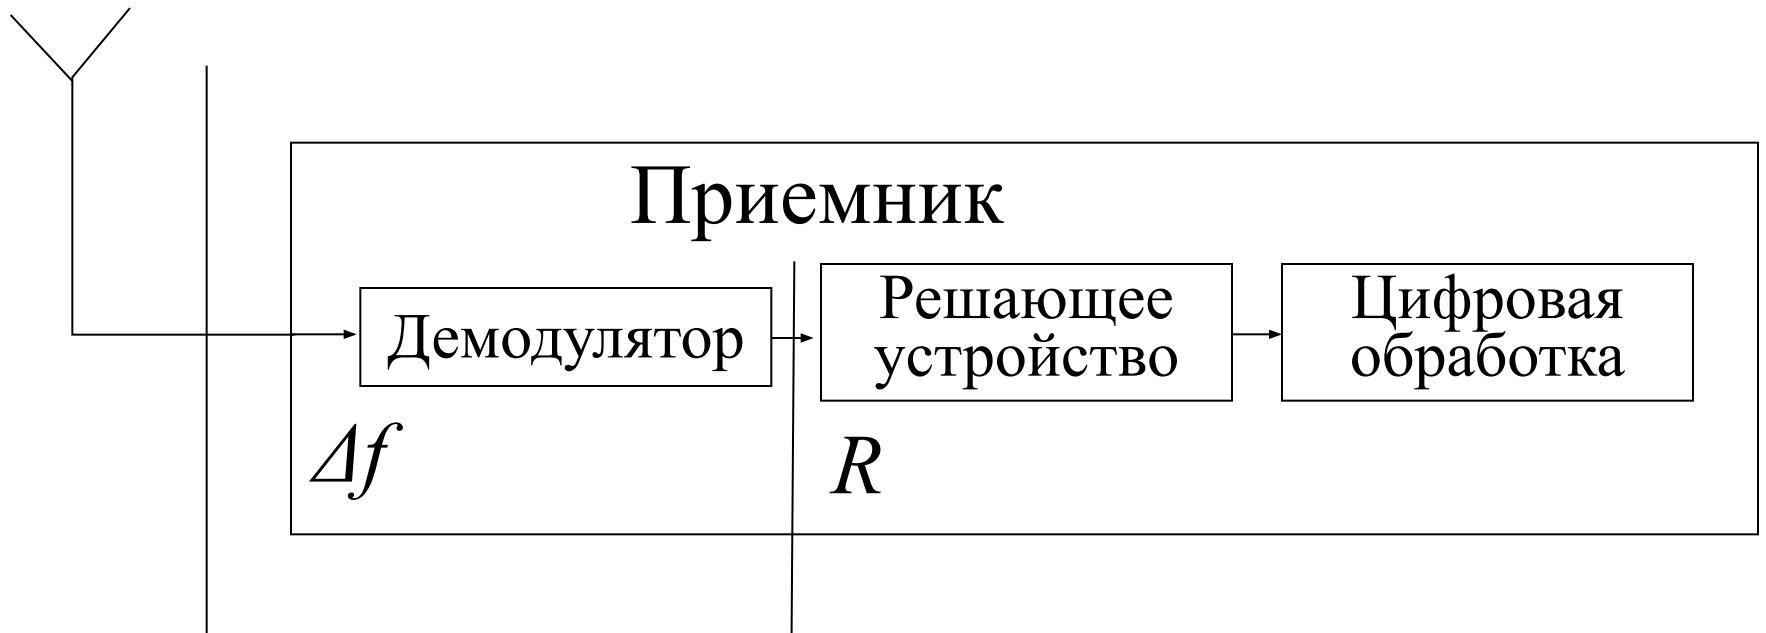 Приемник
Демодулятор
Решающее
устройство
Цифровая
обработка
Δf
R